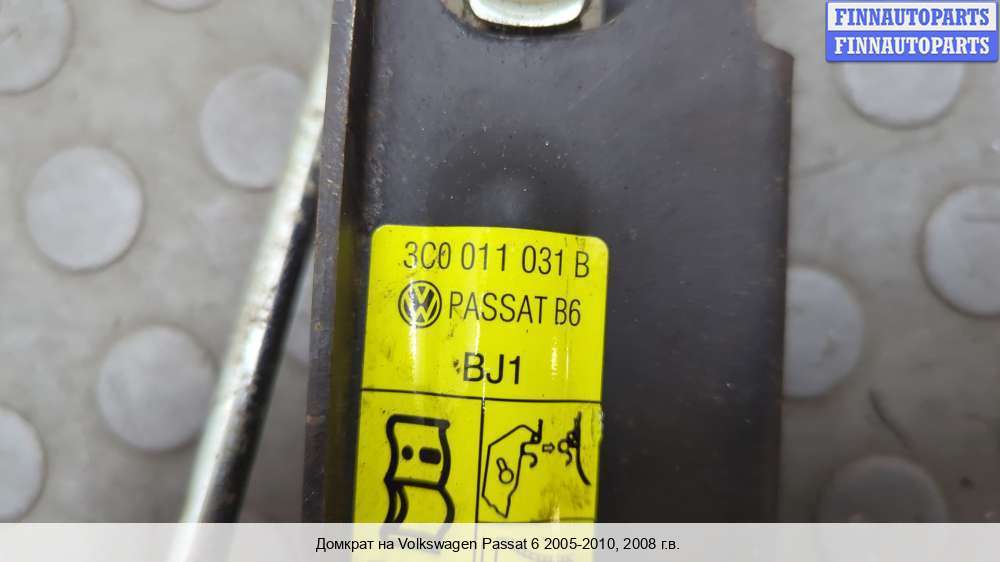 FINNAUTOPARTS
FINNAUTOPARTS
3C0 011 031 B
PASSAT B6
BJ1
Домкрат на Volkswagen Passat 6 2005-2010, 2008 г.в.